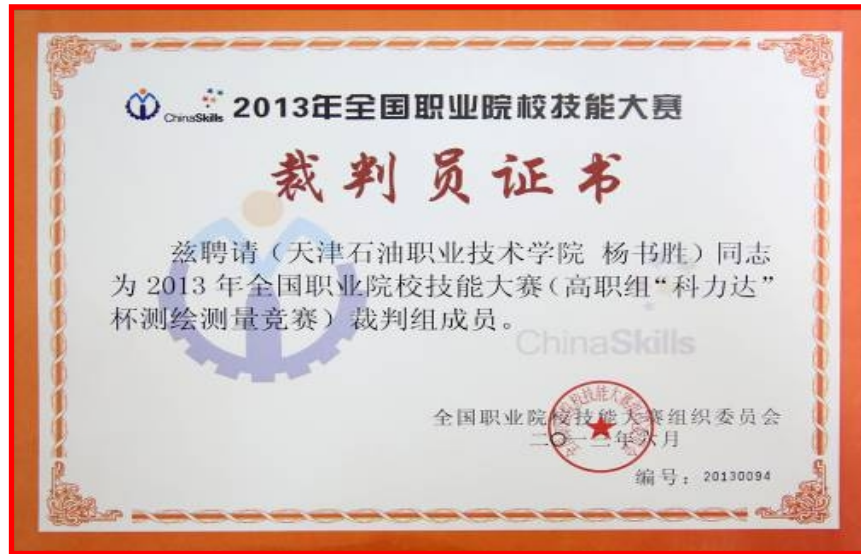 ChinaSkills 2013年全国职业院校技能大赛
裁判员证书
兹聘请（天津石油职业技术学院 杨书胜）同志
为 2013 年全国职业院校技能大赛（高职组“科力达”
杯测绘测量竞赛）裁判组成员。
ChinaSkills
全国职业院校技能大赛组织委员会
二〇一三年六月
编号：20130094